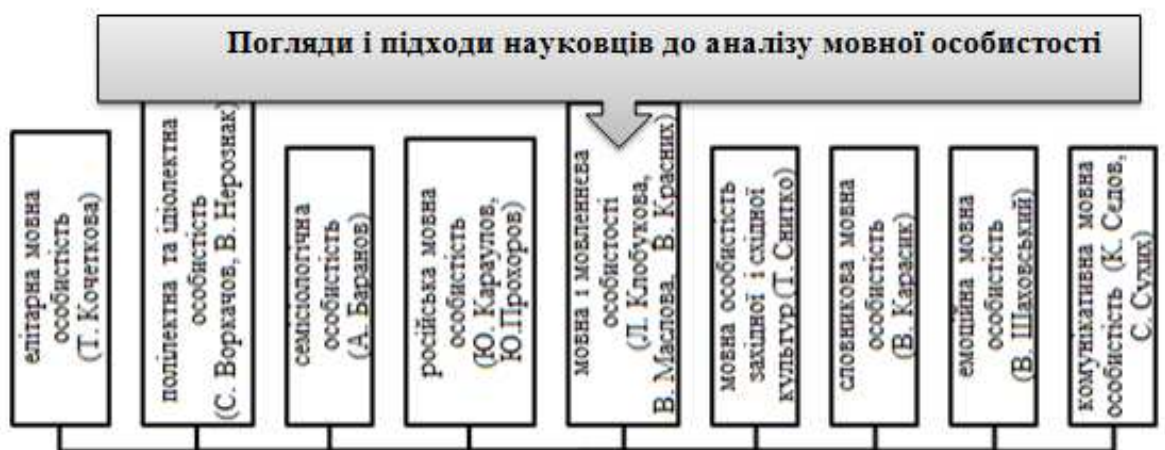 Погляди і підходи науковців до аналізу мовної особистості
елітарна мовна
особистість
(Т. Кочеткова)
полілектна та ідіолектна
особистість
(С. Воркачов, В. Нерознак)
семісіологічна
особистість
(А. Баранов)
російська мовна
особистість
(Ю. Караулов,
Ю.Прохоров)
мовна і мовленнєва
особистості
(Л. Клобукова,
В. Маслова, В. Красних)
мовна особистість
західної і східної
культур (Т. Снитко)
словникова мовна
особистість
(В. Карасик)
емоційна мовна
особистість
(В. Шаховський)
комунікативна мовна
особистість (К. Сєдов,
С. Сухих)